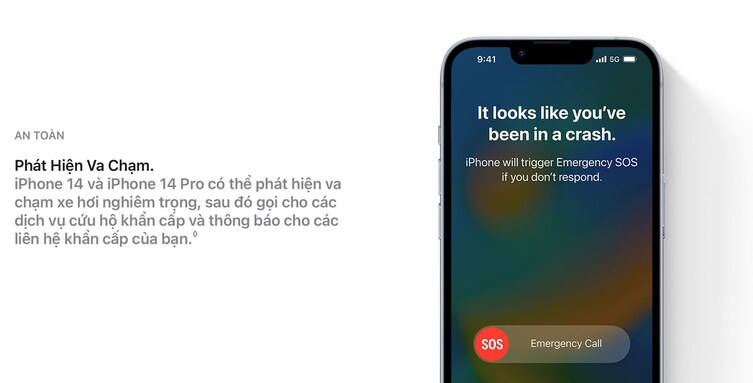 AN TOÀN
Phát Hiện Va Chạm.
iPhone 14 và iPhone 14 Pro có thể phát hiện va
chạm xe hơi nghiêm trọng, sau đó gọi cho các
dịch vụ cứu hộ khẩn cấp và thông báo cho các
liên hệ khẩn cấp của bạn.◊
9:41
5G
It looks like you’ve
been in a crash.
iPhone will trigger Emergency SOS
if you don’t respond.
SOS Emergency Call